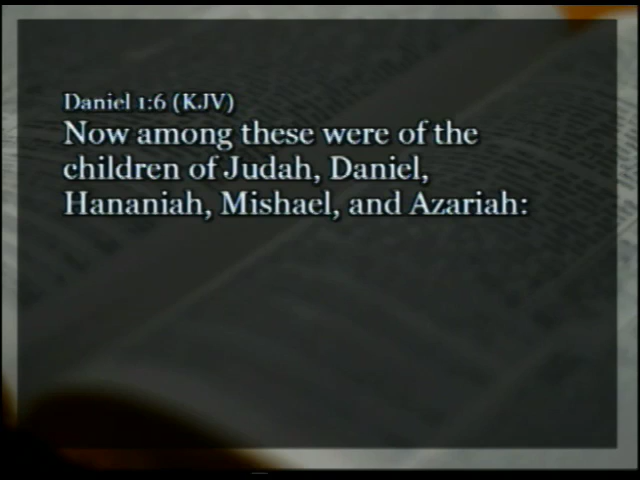 Daniel 1:6 (KJV)
Now among these were of the
children of Judah, Daniel,
Hananiah, Mishael, and Azariah: